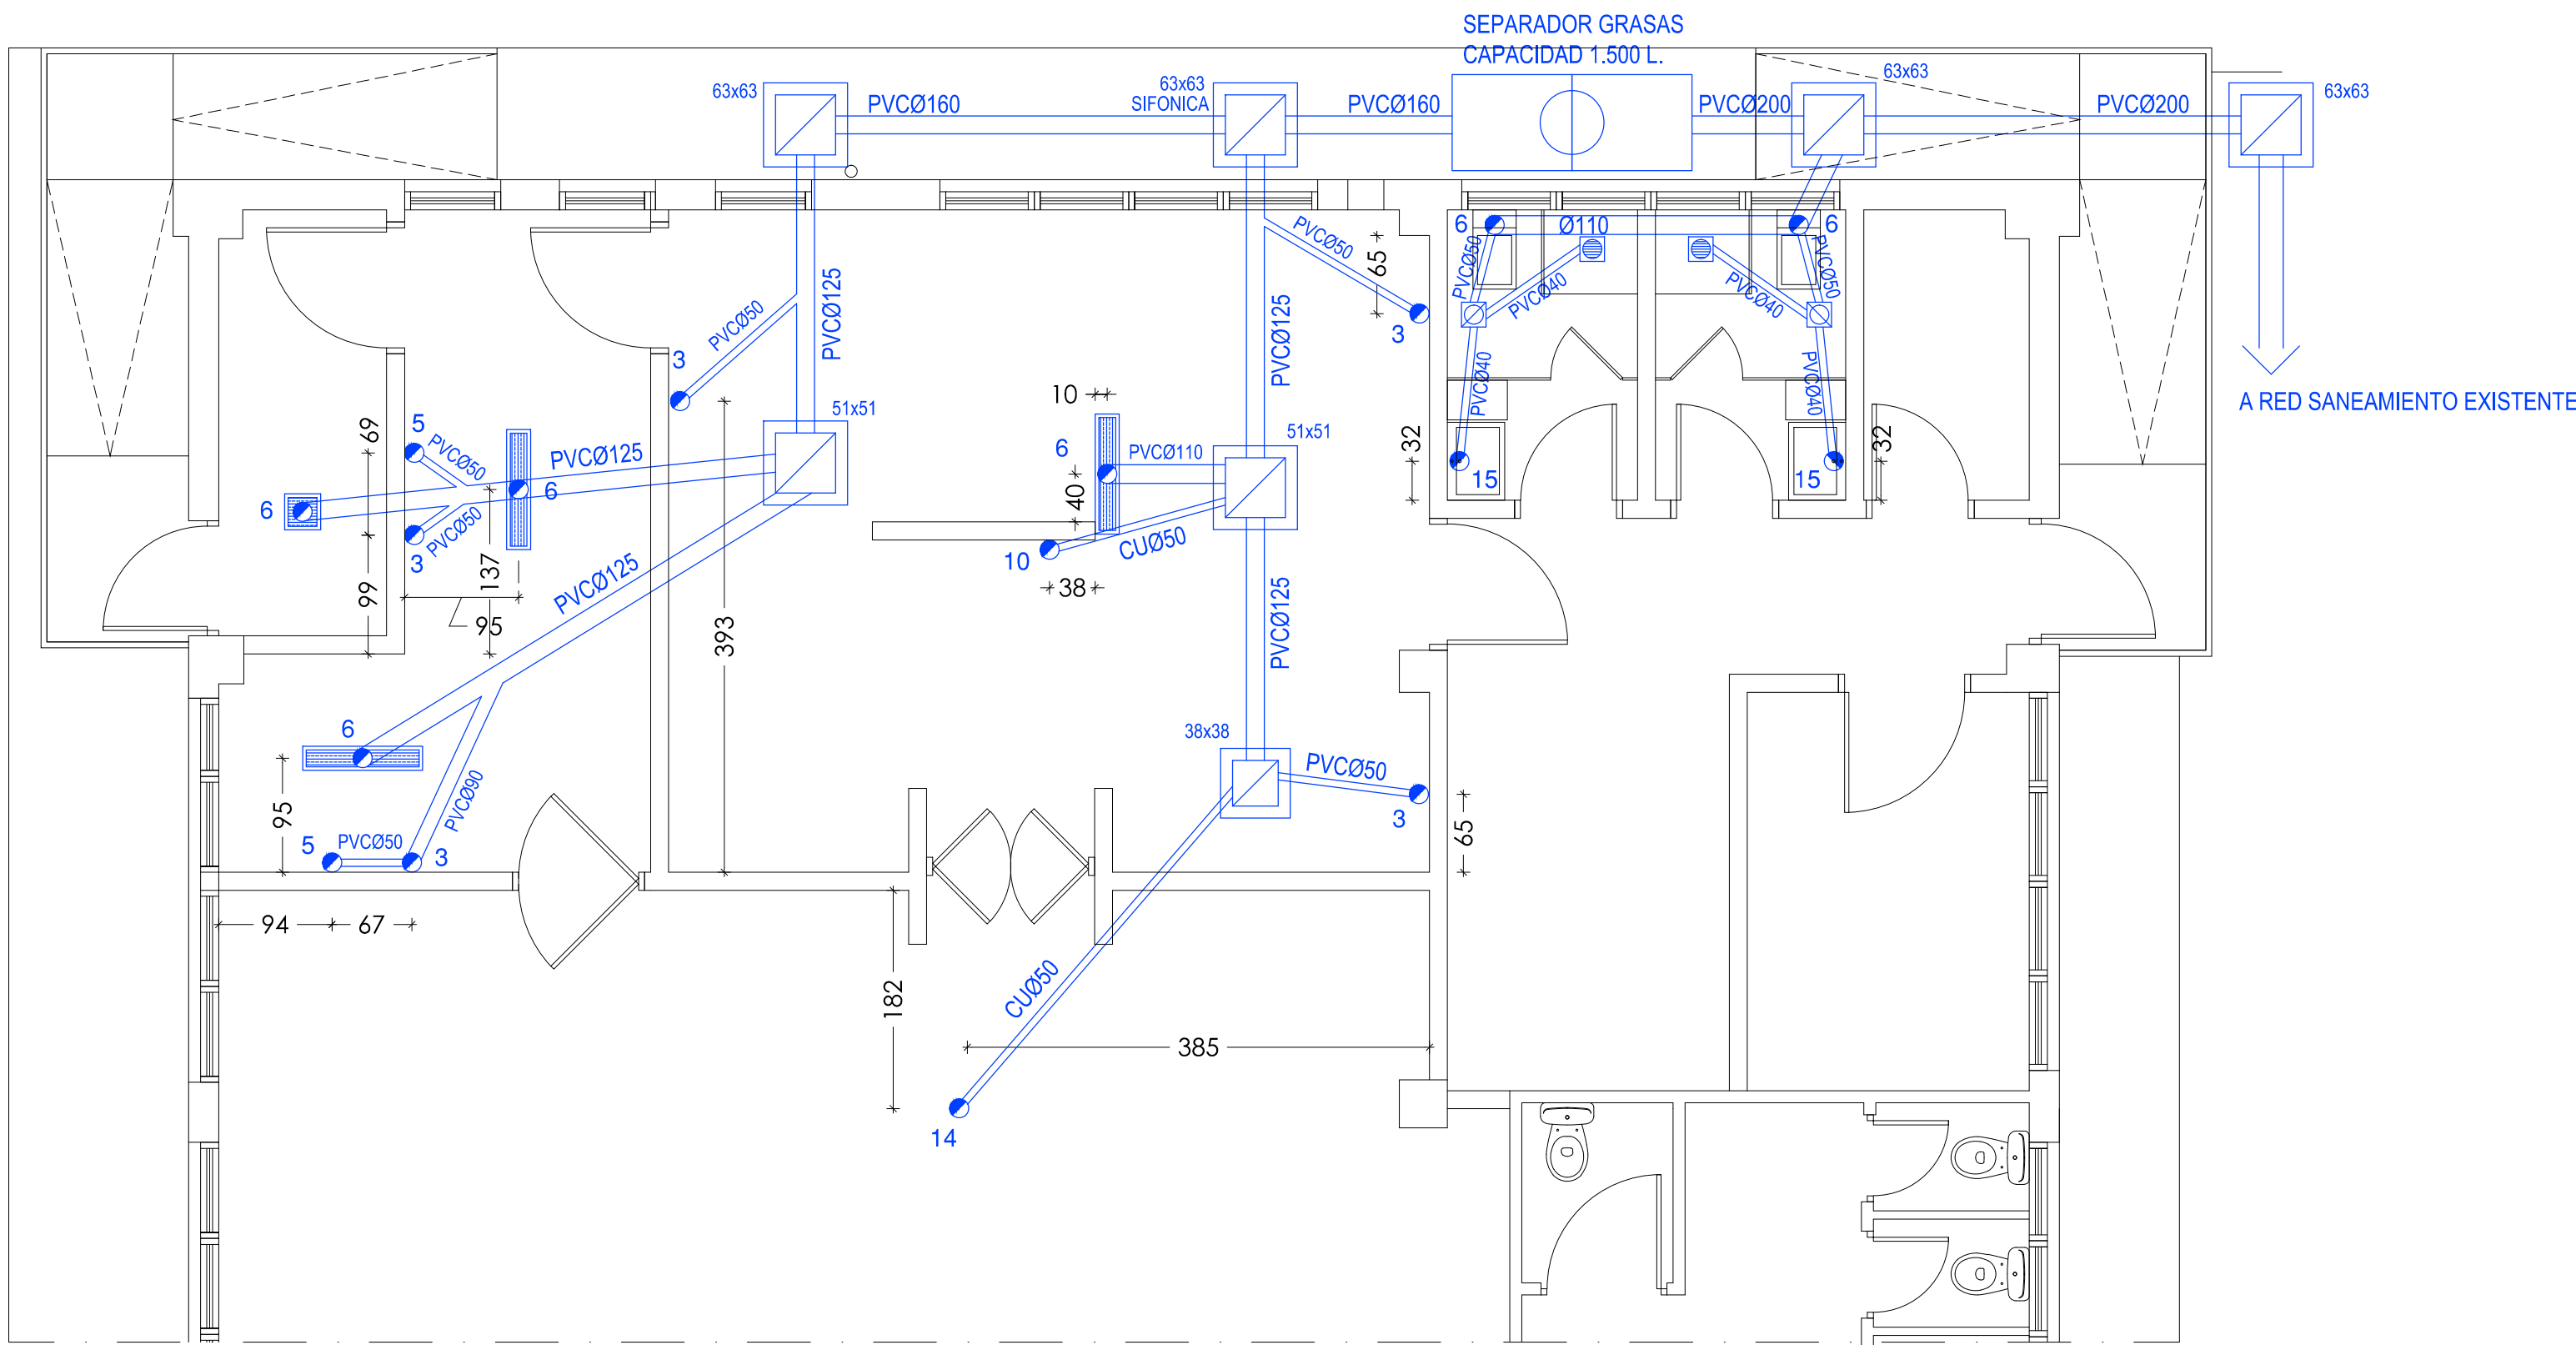 SEPARADOR GRASAS
CAPACIDAD 1.500 L.
63x63
PVCØ160
63x63
SIFONICA
PVCØ160
PVCØ200
63x63
PVCØ200
63x63
A RED SANEAMIENTO EXISTENTE
PVCØ125
PVCØ50
3
PVCØ50
65
3
PVCØ125
6
Ø110
6
PVCØ50
PVCØ40
PVCØ40
PVCØ50
PVCØ40
PVCØ40
32
15
15
32
51x51
51x51
10
6
PVCØ110
40
CUØ50
10
38
5
69
PVCØ50
PVCØ125
6
6
PVCØ50
3
137
99
95
PVCØ125
393
PVCØ125
38x38
PVCØ50
3
65
6
95
PVCØ90
5
PVCØ50
3
94
67
182
CUØ50
385
14